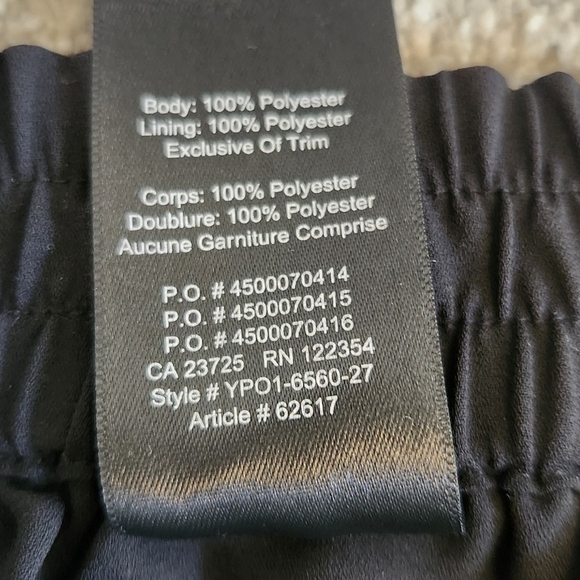 Body: 100% Polyester
Lining: 100% Polyester
Exclusive Of Trim
Corps: 100% Polyester
Doublure: 100% Polyester
Aucune Garniture Comprise
P.O. # 4500070414
P.O. # 4500070415
P.O. # 4500070416
CA 23725 RN 122354
Style # YPO1-6560-27
Article # 62617